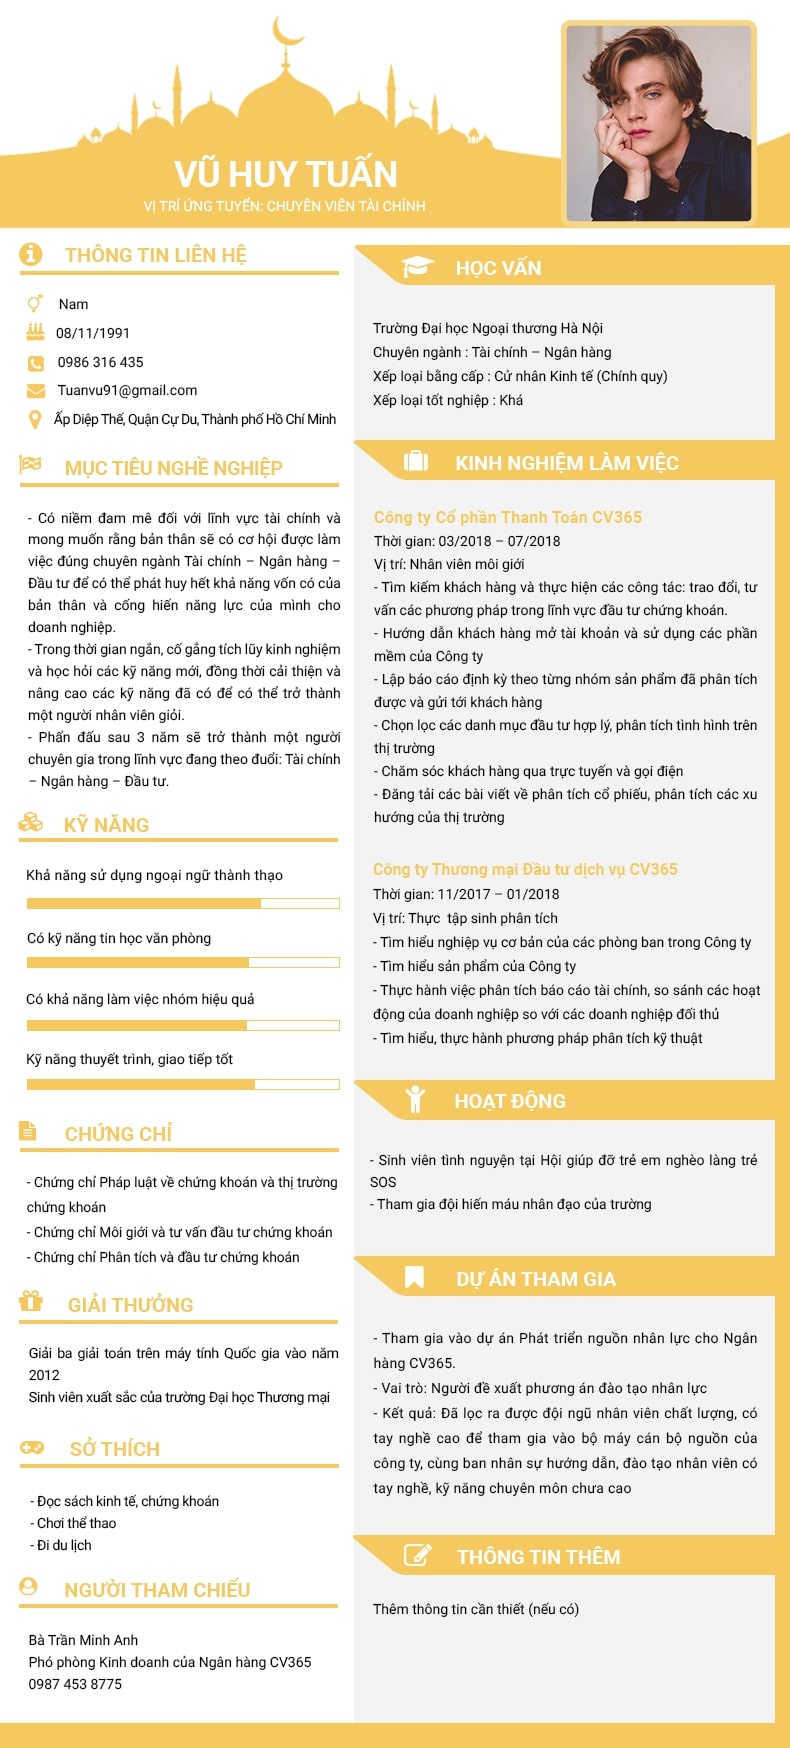 VŨ HUY TUẤN
VỊ TRÍ ỨNG TUYỂN: CHUYÊN VIÊN TÀI CHÍNH
THÔNG TIN LIÊN HỆ
Nam
08/11/1991
0986 316 435
Tuanvu91@gmail.com
Ấp Diệp Thế, Quận Cự Du, Thành phố Hồ Chí Minh
MỤC TIÊU NGHỀ NGHIỆP
- Có niềm đam mê đối với lĩnh vực tài chính và
mong muốn rằng bản thân sẽ có cơ hội được làm
việc đúng chuyên ngành Tài chính – Ngân hàng –
Đầu tư để có thể phát huy hết khả năng vốn có của
bản thân và cống hiến năng lực của mình cho
doanh nghiệp.
- Trong thời gian ngắn, cố gắng tích lũy kinh nghiệm
và học hỏi các kỹ năng mới, đồng thời cải thiện và
nâng cao các kỹ năng đã có để có thể trở thành
một người nhân viên giỏi.
- Phấn đấu sau 3 năm sẽ trở thành một người
chuyên gia trong lĩnh vực đang theo đuổi: Tài chính
– Ngân hàng – Đầu tư.
KỸ NĂNG
Khả năng sử dụng ngoại ngữ thành thạo
Có kỹ năng tin học văn phòng
Có khả năng làm việc nhóm hiệu quả
Kỹ năng thuyết trình, giao tiếp tốt
CHỨNG CHỈ
- Chứng chỉ Pháp luật về chứng khoán và thị trường
chứng khoán
- Chứng chỉ Môi giới và tư vấn đầu tư chứng khoán
- Chứng chỉ Phân tích và đầu tư chứng khoán
GIẢI THƯỞNG
Giải ba giải toán trên máy tính Quốc gia vào năm
2012
Sinh viên xuất sắc của trường Đại học Thương mại
SỞ THÍCH
- Đọc sách kinh tế, chứng khoán
- Chơi thể thao
- Đi du lịch
NGƯỜI THAM CHIẾU
Bà Trần Minh Anh
Phó phòng Kinh doanh của Ngân hàng CV365
0987 453 8775
HỌC VẤN
Trường Đại học Ngoại thương Hà Nội
Chuyên ngành : Tài chính – Ngân hàng
Xếp loại bằng cấp : Cử nhân Kinh tế (Chính quy)
Xếp loại tốt nghiệp : Khá
KINH NGHIỆM LÀM VIỆC
Công ty Cổ phần Thanh Toán CV365
Thời gian: 03/2018 – 07/2018
Vị trí: Nhân viên môi giới
- Tìm kiếm khách hàng và thực hiện các công tác: trao đổi, tư
vấn các phương pháp trong lĩnh vực đầu tư chứng khoán.
- Hướng dẫn khách hàng mở tài khoản và sử dụng các phần
mềm của Công ty
- Lập báo cáo định kỳ theo từng nhóm sản phẩm đã phân tích
được và gửi tới khách hàng
- Chọn lọc các danh mục đầu tư hợp lý, phân tích tình hình trên
thị trường
- Chăm sóc khách hàng qua trực tuyến và gọi điện
- Đăng tải các bài viết về phân tích cổ phiếu, phân tích các xu
hướng của thị trường
Công ty Thương mại Đầu tư dịch vụ CV365
Thời gian: 11/2017 – 01/2018
Vị trí: Thực tập sinh phân tích
- Tìm hiểu nghiệp vụ cơ bản của các phòng ban trong Công ty
- Tìm hiểu sản phẩm của Công ty
- Thực hành việc phân tích báo cáo tài chính, so sánh các hoạt
động của doanh nghiệp so với các doanh nghiệp đối thủ
- Tìm hiểu, thực hành phương pháp phân tích kỹ thuật
HOẠT ĐỘNG
- Sinh viên tình nguyện tại Hội giúp đỡ trẻ em nghèo làng trẻ
SOS
- Tham gia đội hiến máu nhân đạo của trường
DỰ ÁN THAM GIA
- Tham gia vào dự án Phát triển nguồn nhân lực cho Ngân
hàng CV365.
- Vai trò: Người đề xuất phương án đào tạo nhân lực
- Kết quả: Đã lọc ra được đội ngũ nhân viên chất lượng, có
tay nghề cao để tham gia vào bộ máy cán bộ nguồn của
công ty, cùng ban nhân sự hướng dẫn, đào tạo nhân viên có
tay nghề, kỹ năng chuyên môn chưa cao
THÔNG TIN THÊM
Thêm thông tin cần thiết (nếu có)